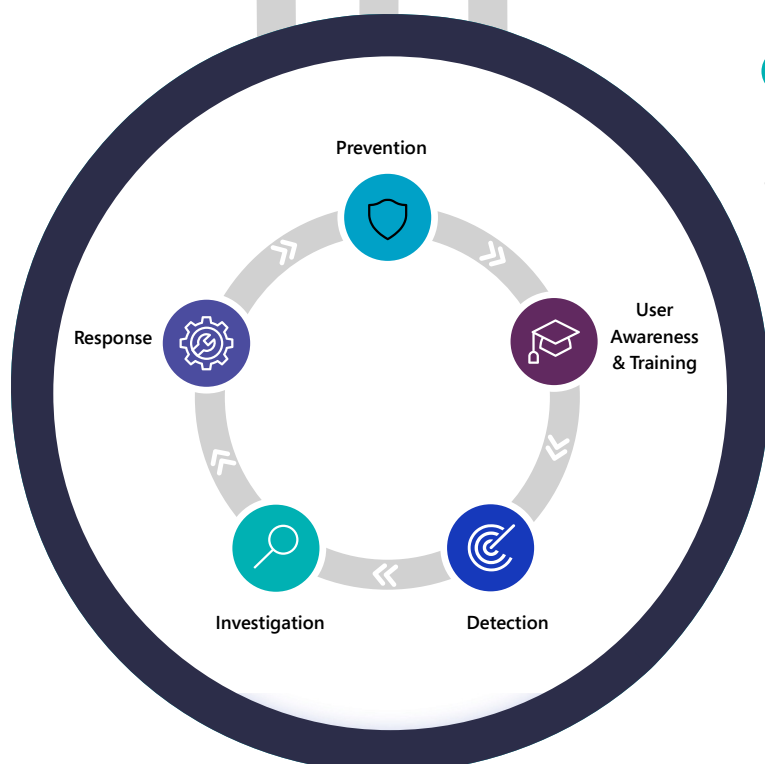 Prevention
User
Awareness
& Training
Response
Investigation
Detection